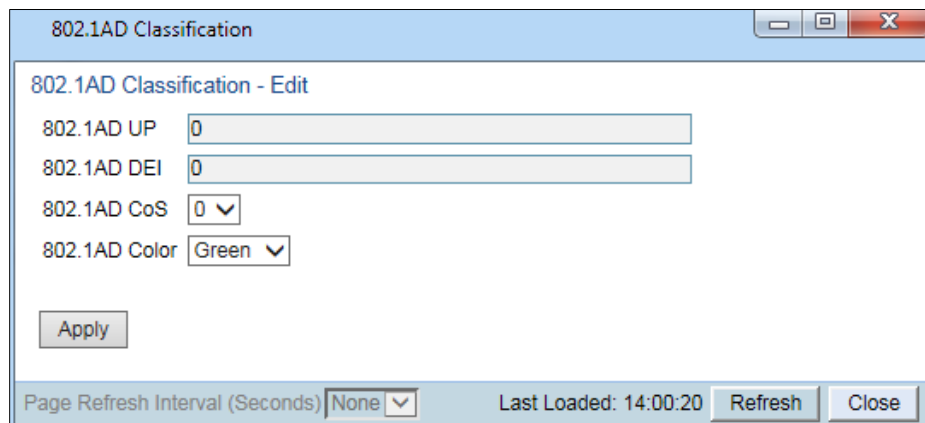 802.1AD Classification
802.1AD Classification - Edit
802.1AD UP 0
802.1AD DEI 0
802.1AD CoS 0
802.1AD Color Green
Apply
Page Refresh Interval (Seconds) None Last Loaded: 14:00:20 Refresh Close